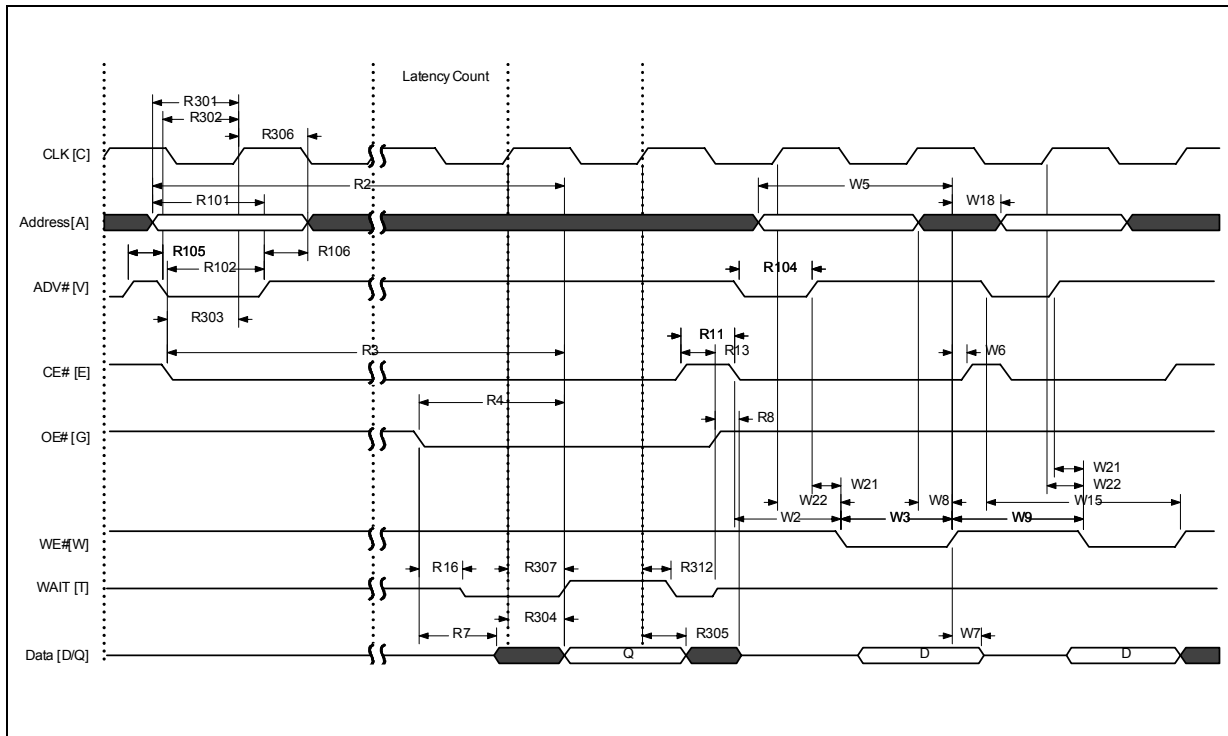 Latency Count
R301
R302
R306
CLK [C]
R2
W5
R101
W18
Address [A]
R105
R106
R102
R104
ADV# [V]
R303
R11
R3
R13
W6
CE# [E]
R4
R8
OE# [G]
W21
W21
W22
W22
W8
W15
W2
W3
W9
WE# [W]
R16
R307
R312
WAIT [T]
R304
R7
R305
W7
Data [D/Q]
Q
D
D